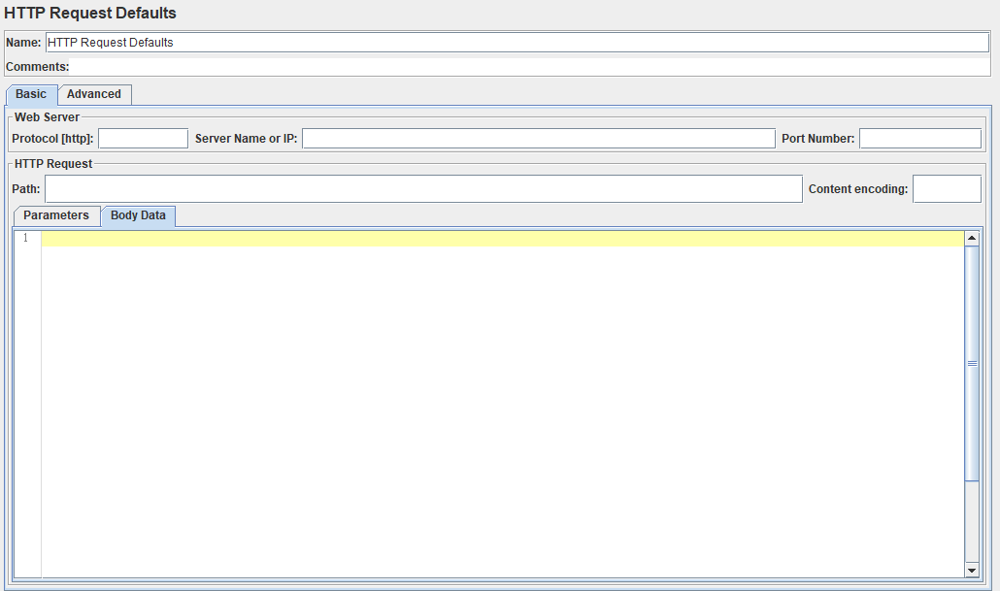 HTTP Request Defaults
Name: HTTP Request Defaults
Comments:
Basic Advanced
Web Server
Protocol [http]: Server Name or IP: Port Number:
HTTP Request
Path: Content encoding:
Parameters Body Data
1